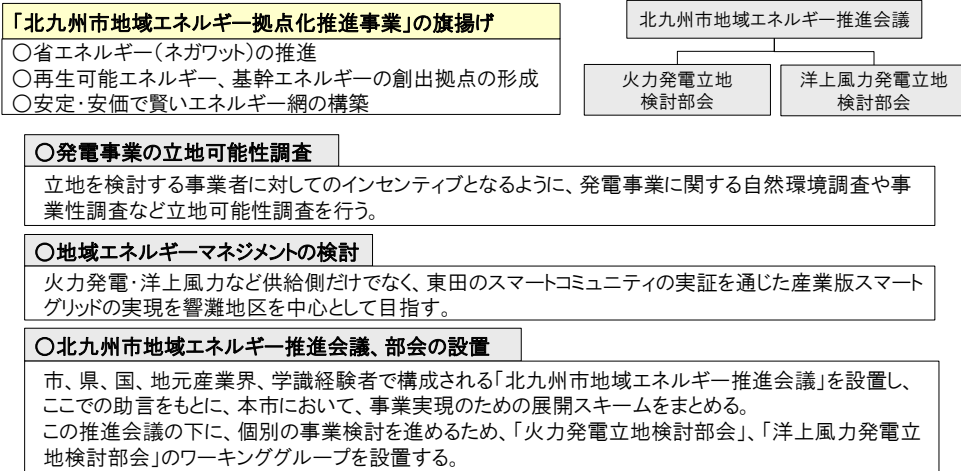 「北九州市地域エネルギー拠点化推進事業」の旗揚げ
○省エネルギー（ネガワット）の推進
○再生可能エネルギー、基幹エネルギーの創出拠点の形成
○安定・安価で賢いエネルギー網の構築
北九州市地域エネルギー推進会議
火力発電立地
検討部会
洋上風力発電立地
検討部会
○発電事業の立地可能性調査
立地を検討する事業者に対してのインセンティブとなるように、発電事業に関する自然環境調査や事
業性調査など立地可能性調査を行う。
○地域エネルギーマネジメントの検討
火力発電・洋上風力など供給側だけでなく、東田のスマートコミュニティの実証を通じた産業版スマート
グリッドの実現を響灘地区を中心として目指す。
○北九州市地域エネルギー推進会議、部会の設置
市、県、国、地元産業界、学識経験者で構成される「北九州市地域エネルギー推進会議」を設置し、
ここでの助言をもとに、本市において、事業実現のための展開スキームをまとめる。
この推進会議の下に、個別の事業検討を進めるため、「火力発電立地検討部会」、「洋上風力発電立
地検討部会」のワーキンググループを設置する。